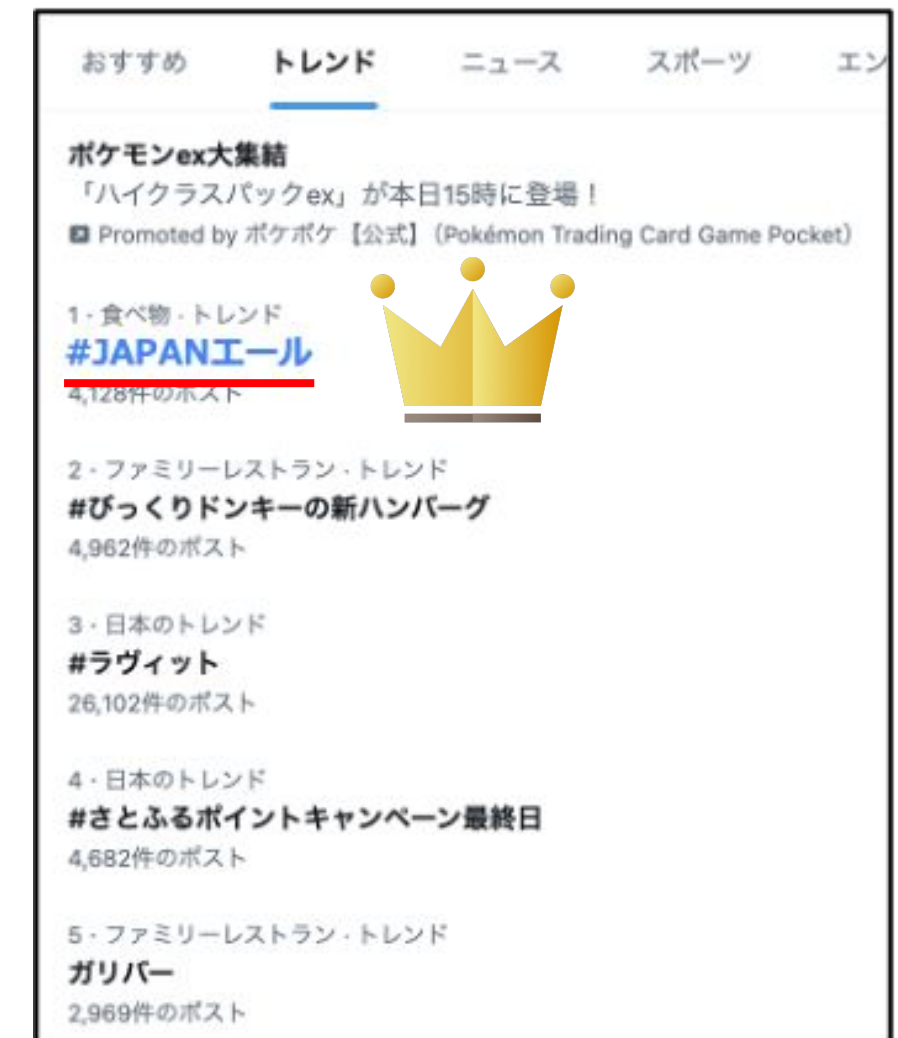 おすすめ トレンド ニュース スポーツ エン
ポケモンex大集結
「ハイクラスパックex」が本日15時に登場！
Promoted by ポケポケ【公式】（Pokémon Trading Card Game Pocket）
1 · 食べ物 · トレンド
#JAPANエール
4,128件のポスト
2 · ファミリーレストラン · トレンド
#びっくりドンキーの新ハンバーグ
4,962件のポスト
3 · 日本のトレンド
#ラヴィット
26,102件のポスト
4 · 日本のトレンド
#さとふるポイントキャンペーン最終日
4,682件のポスト
5 · ファミリーレストラン · トレンド
ガリバー
2,969件のポスト